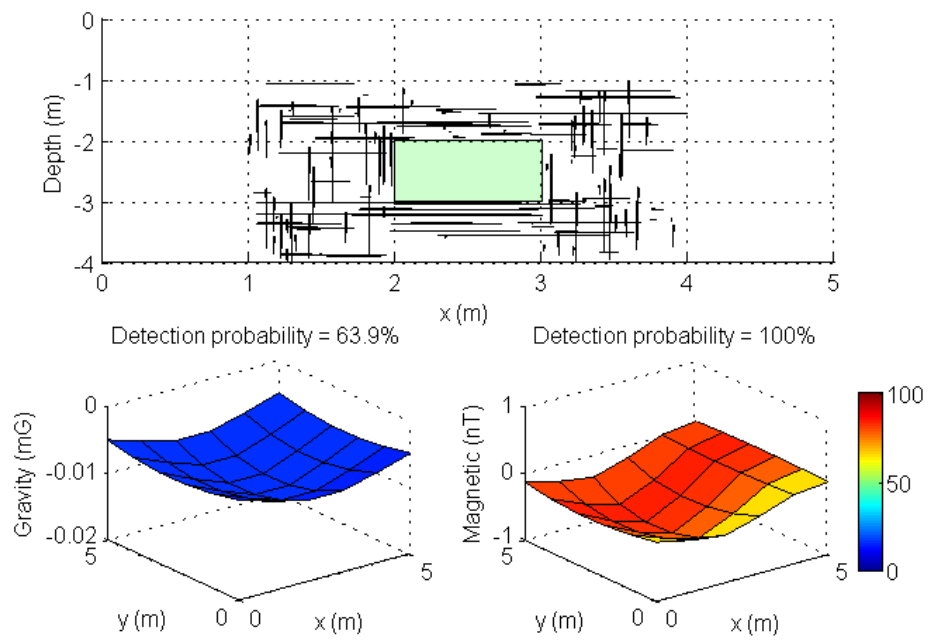 0
-1
-2
-3
-4
Depth (m)
0 1 2 3 4 5
x (m)
Detection probability = 63.9%
0
-0.01
-0.02
Gravity (mG)
5 0
y (m)
0 5
x (m)
Detection probability = 100%
1
0
-1
Magnetic (nT)
5 0
y (m)
0 5
x (m)
100
50
0